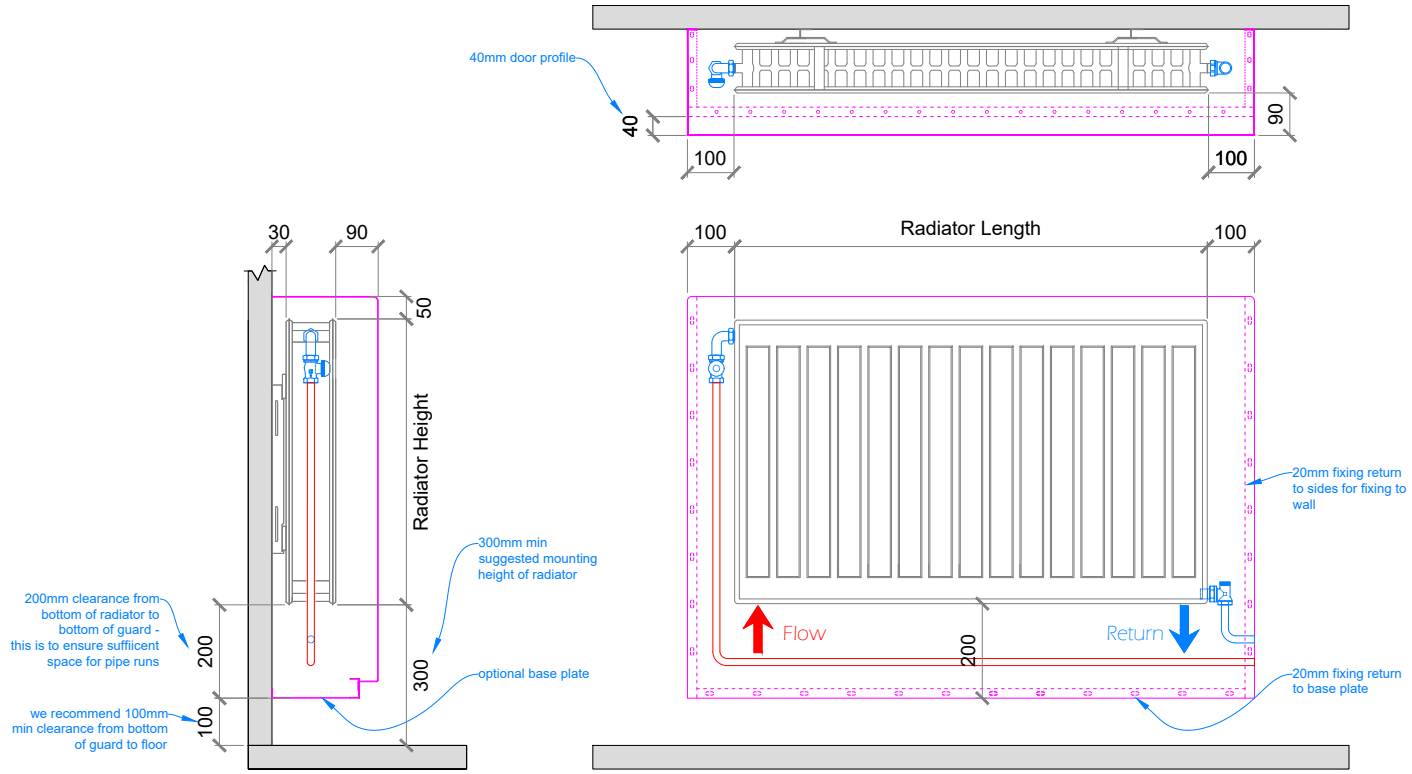 40mm door profile
40
90
100
100
30
90
100
Radiator Length
100
50
Radiator Height
300mm min
suggested mounting
height of radiator
20mm fixing return
to sides for fixing to
wall
200mm clearance from
bottom of radiator to
bottom of guard -
this is to ensure suffiicent
space for pipe runs
200
300
Flow
Return
200
optional base plate
20mm fixing return
to base plate
we recommend 100mm
min clearance from bottom
of guard to floor
100